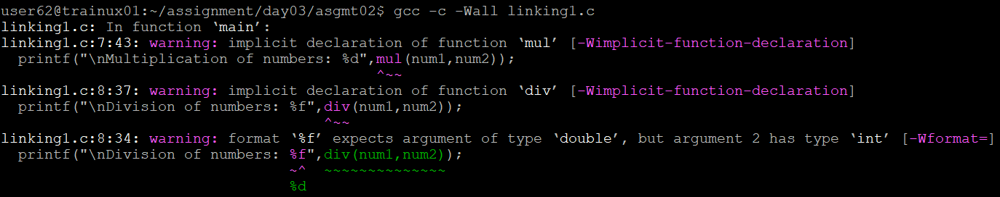 user62@trainux01:~/assignment/day03/asgmt02$ gcc -c -Wall linking1.c
linking1.c: In function ‘main’:
linking1.c:7:43: warning: implicit declaration of function ‘mul’ [-Wimplicit-function-declaration]
  printf("\nMultiplication of numbers: %d",mul(num1,num2));
                                           ^~~
linking1.c:8:37: warning: implicit declaration of function ‘div’ [-Wimplicit-function-declaration]
  printf("\nDivision of numbers: %f",div(num1,num2));
                                     ^~~
linking1.c:8:34: warning: format ‘%f’ expects argument of type ‘double’, but argument 2 has type ‘int’ [-Wformat=]
  printf("\nDivision of numbers: %f",div(num1,num2));
                                 ~^  ~~~~~~~~~~~~~~
                                 %d